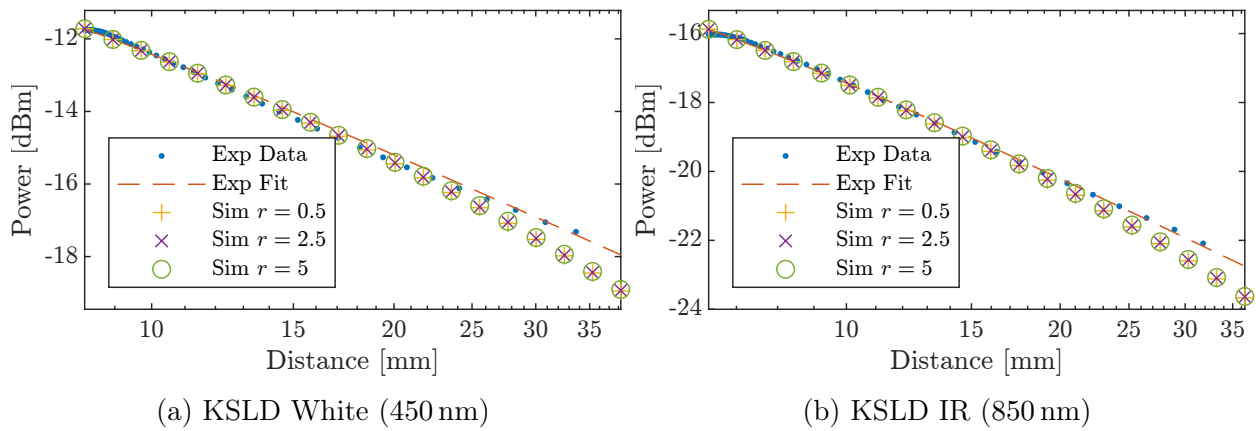 -12
-14
-16
-18
Power [dBm]
Exp Data
Exp Fit
Sim r = 0.5
Sim r = 2.5
Sim r = 5
10 15 20 25 30 35
Distance [mm]
(a) KSLD White (450 nm)
-16
-18
-20
-22
-24
Power [dBm]
Exp Data
Exp Fit
Sim r = 0.5
Sim r = 2.5
Sim r = 5
10 15 20 25 30 35
Distance [mm]
(b) KSLD IR (850 nm)